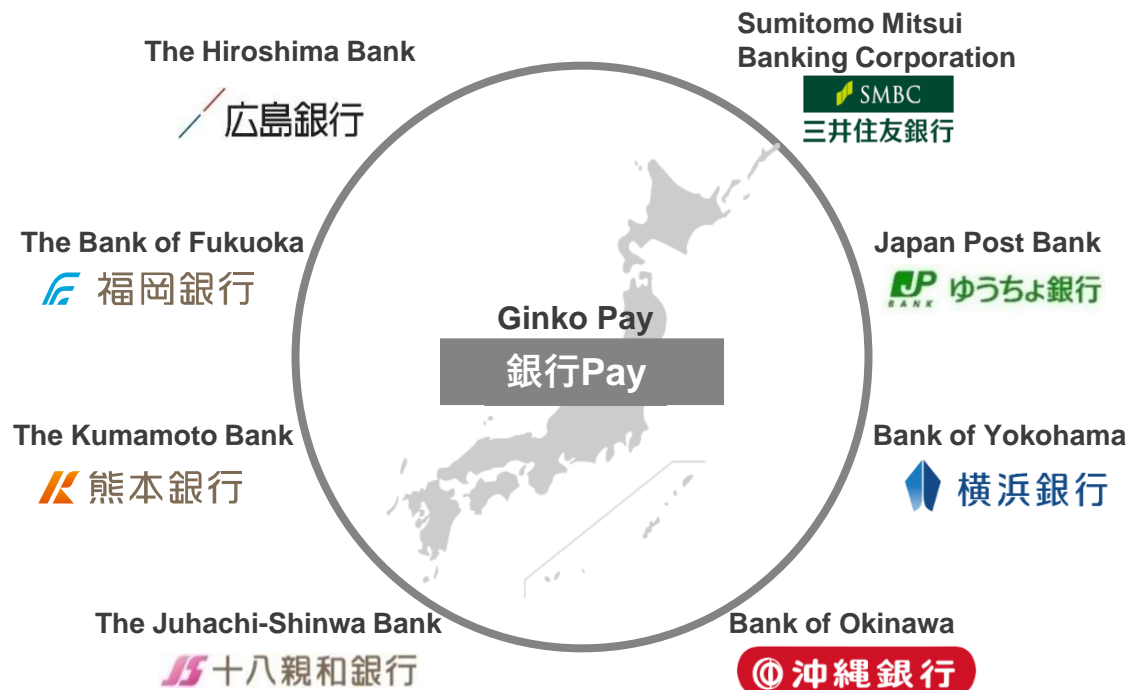 The Hiroshima Bank
広島銀行
Sumitomo Mitsui
Banking Corporation
SMBC
三井住友銀行
The Bank of Fukuoka
福岡銀行
Japan Post Bank
JP
BANK
ゆうちょ銀行
Ginko Pay
銀行Pay
The Kumamoto Bank
熊本銀行
Bank of Yokohama
横浜銀行
The Juhachi-Shinwa Bank
十八親和銀行
Bank of Okinawa
沖縄銀行